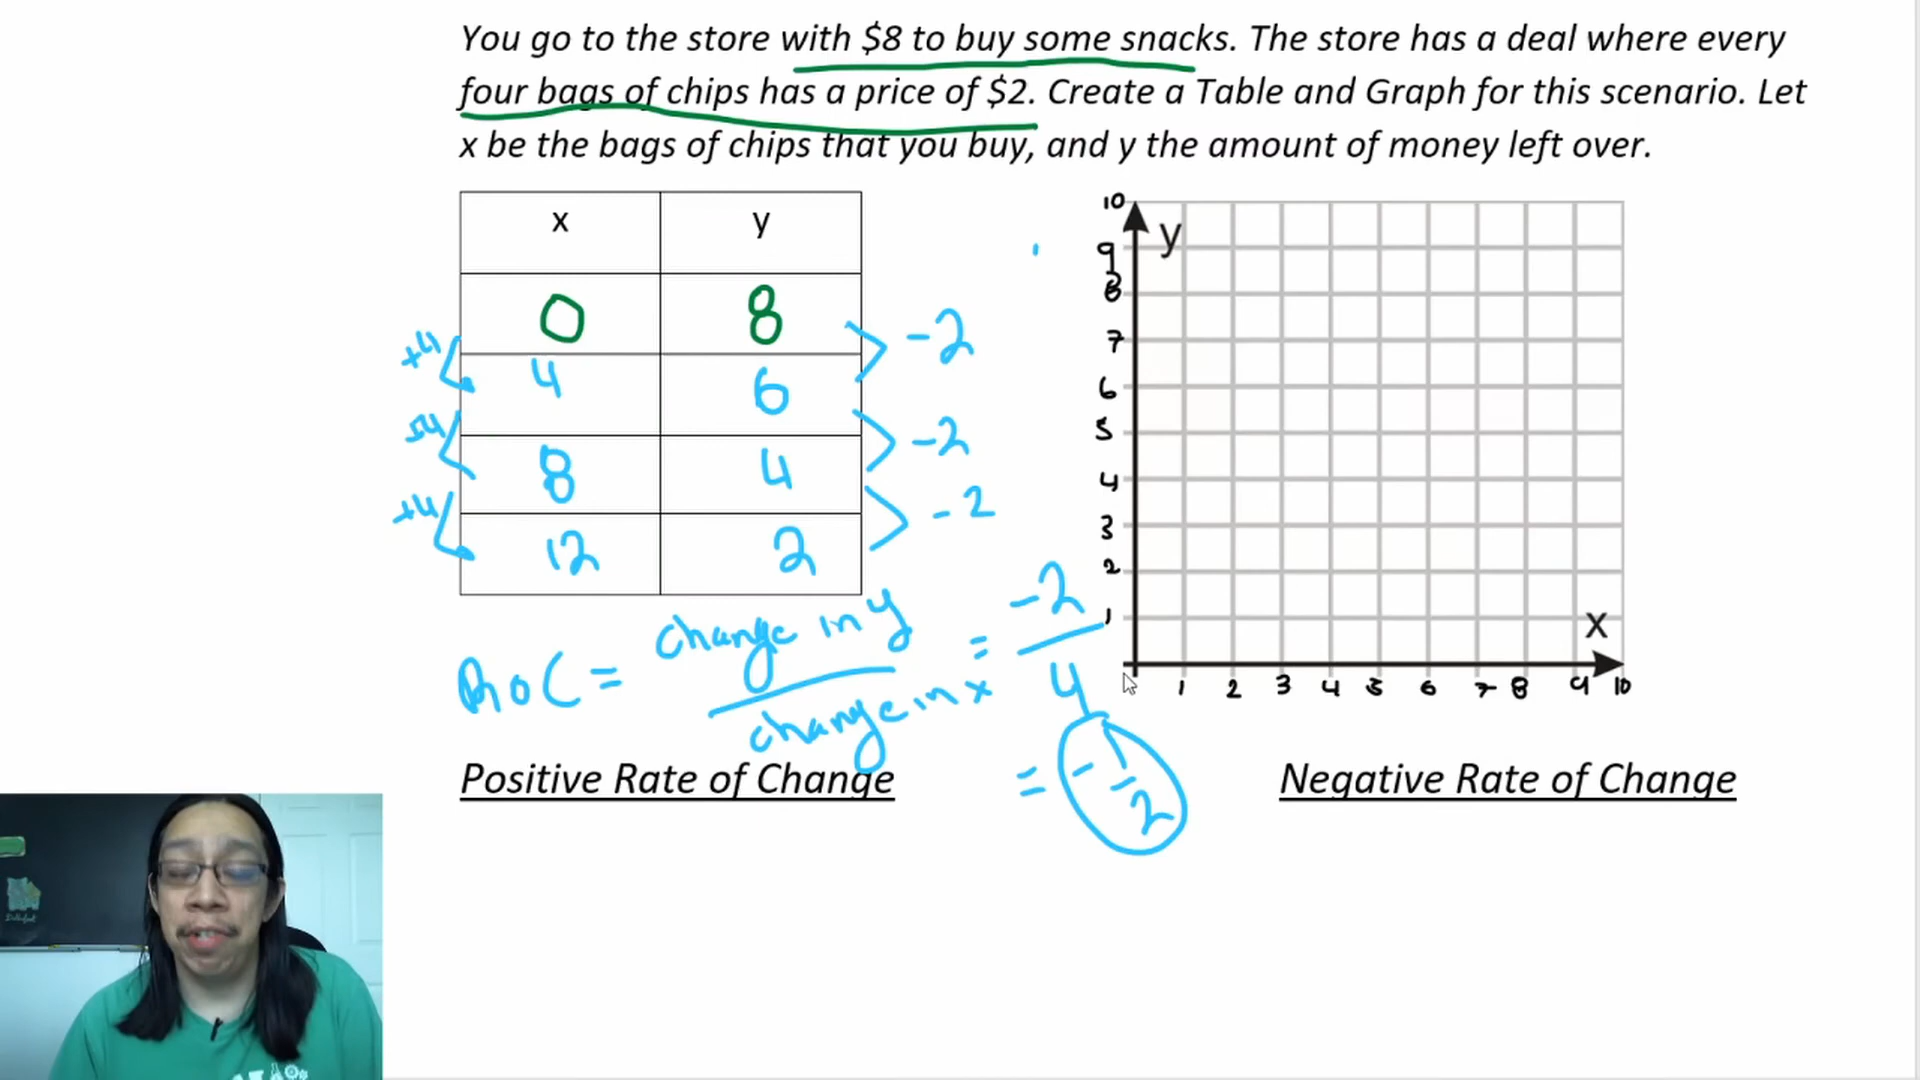 You go to the store with $8 to buy some snacks. The store has a deal where every
four bags of chips has a price of $2. Create a Table and Graph for this scenario. Let
x be the bags of chips that you buy, and y the amount of money left over.
x y
0 8
4 6
8 4
12 2
+4
+4
-2
-2
-2
RoC = change in y / change in x = -2 / 4
= -1/2
10
9
8
7
6
5
4
3
2
1
y
x
1 2 3 4 5 6 7 8 9 10
Positive Rate of Change
Negative Rate of Change